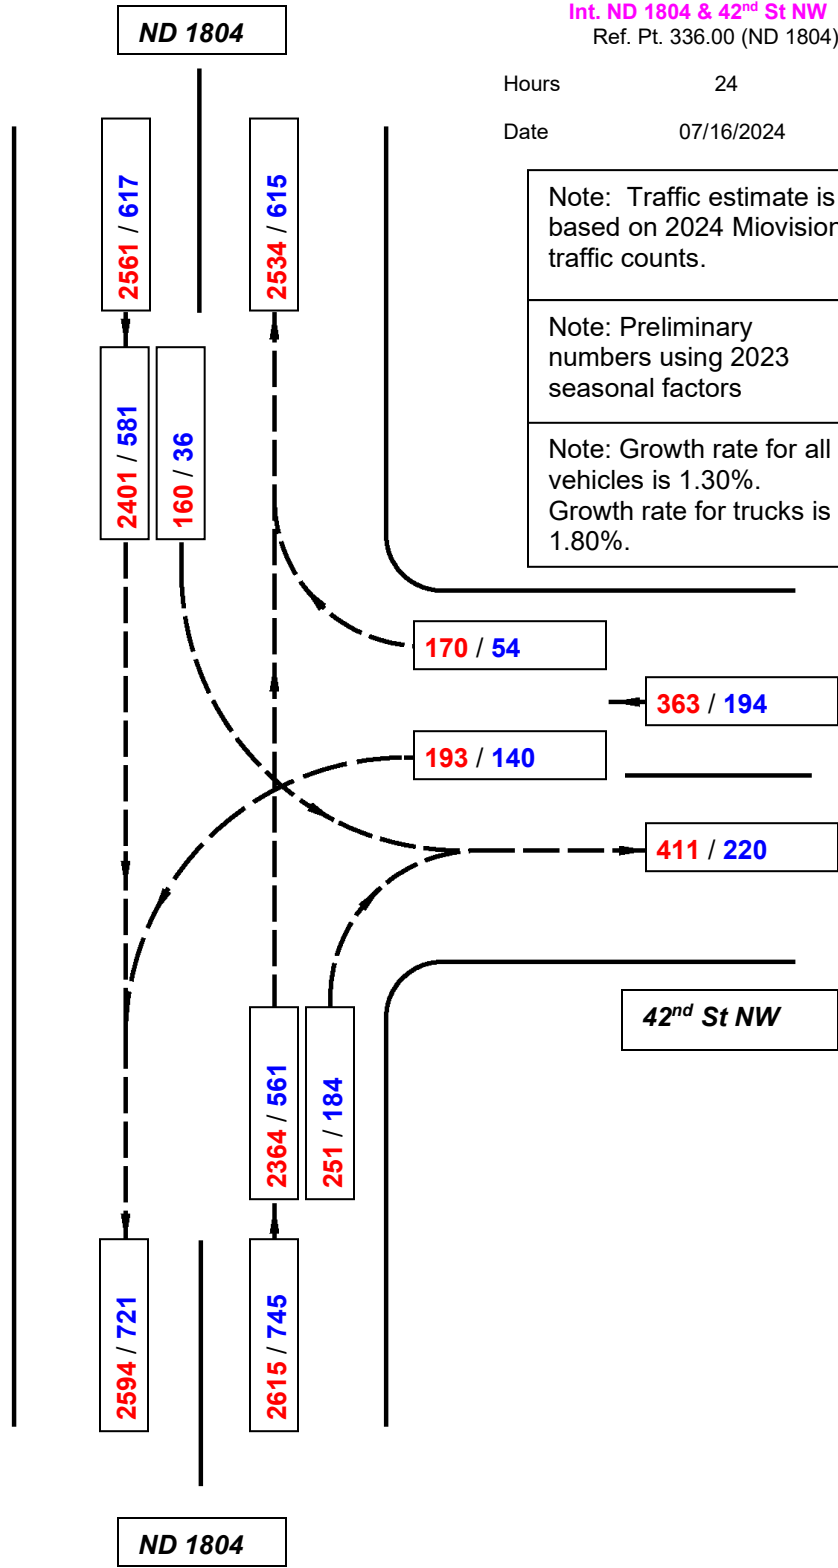 ND 1804
Int. ND 1804 & 42nd St NW
Ref. Pt. 336.00 (ND 1804)
Hours 24
Date 07/16/2024
Note: Traffic estimate is
based on 2024 Miovision
traffic counts.
Note: Preliminary
numbers using 2023
seasonal factors
Note: Growth rate for all
vehicles is 1.30%.
Growth rate for trucks is
1.80%.
2561 / 617
2534 / 615
2401 / 581
160 / 36
170 / 54
363 / 194
193 / 140
411 / 220
42nd St NW
2364 / 561
251 / 184
2594 / 721
2615 / 745
ND 1804